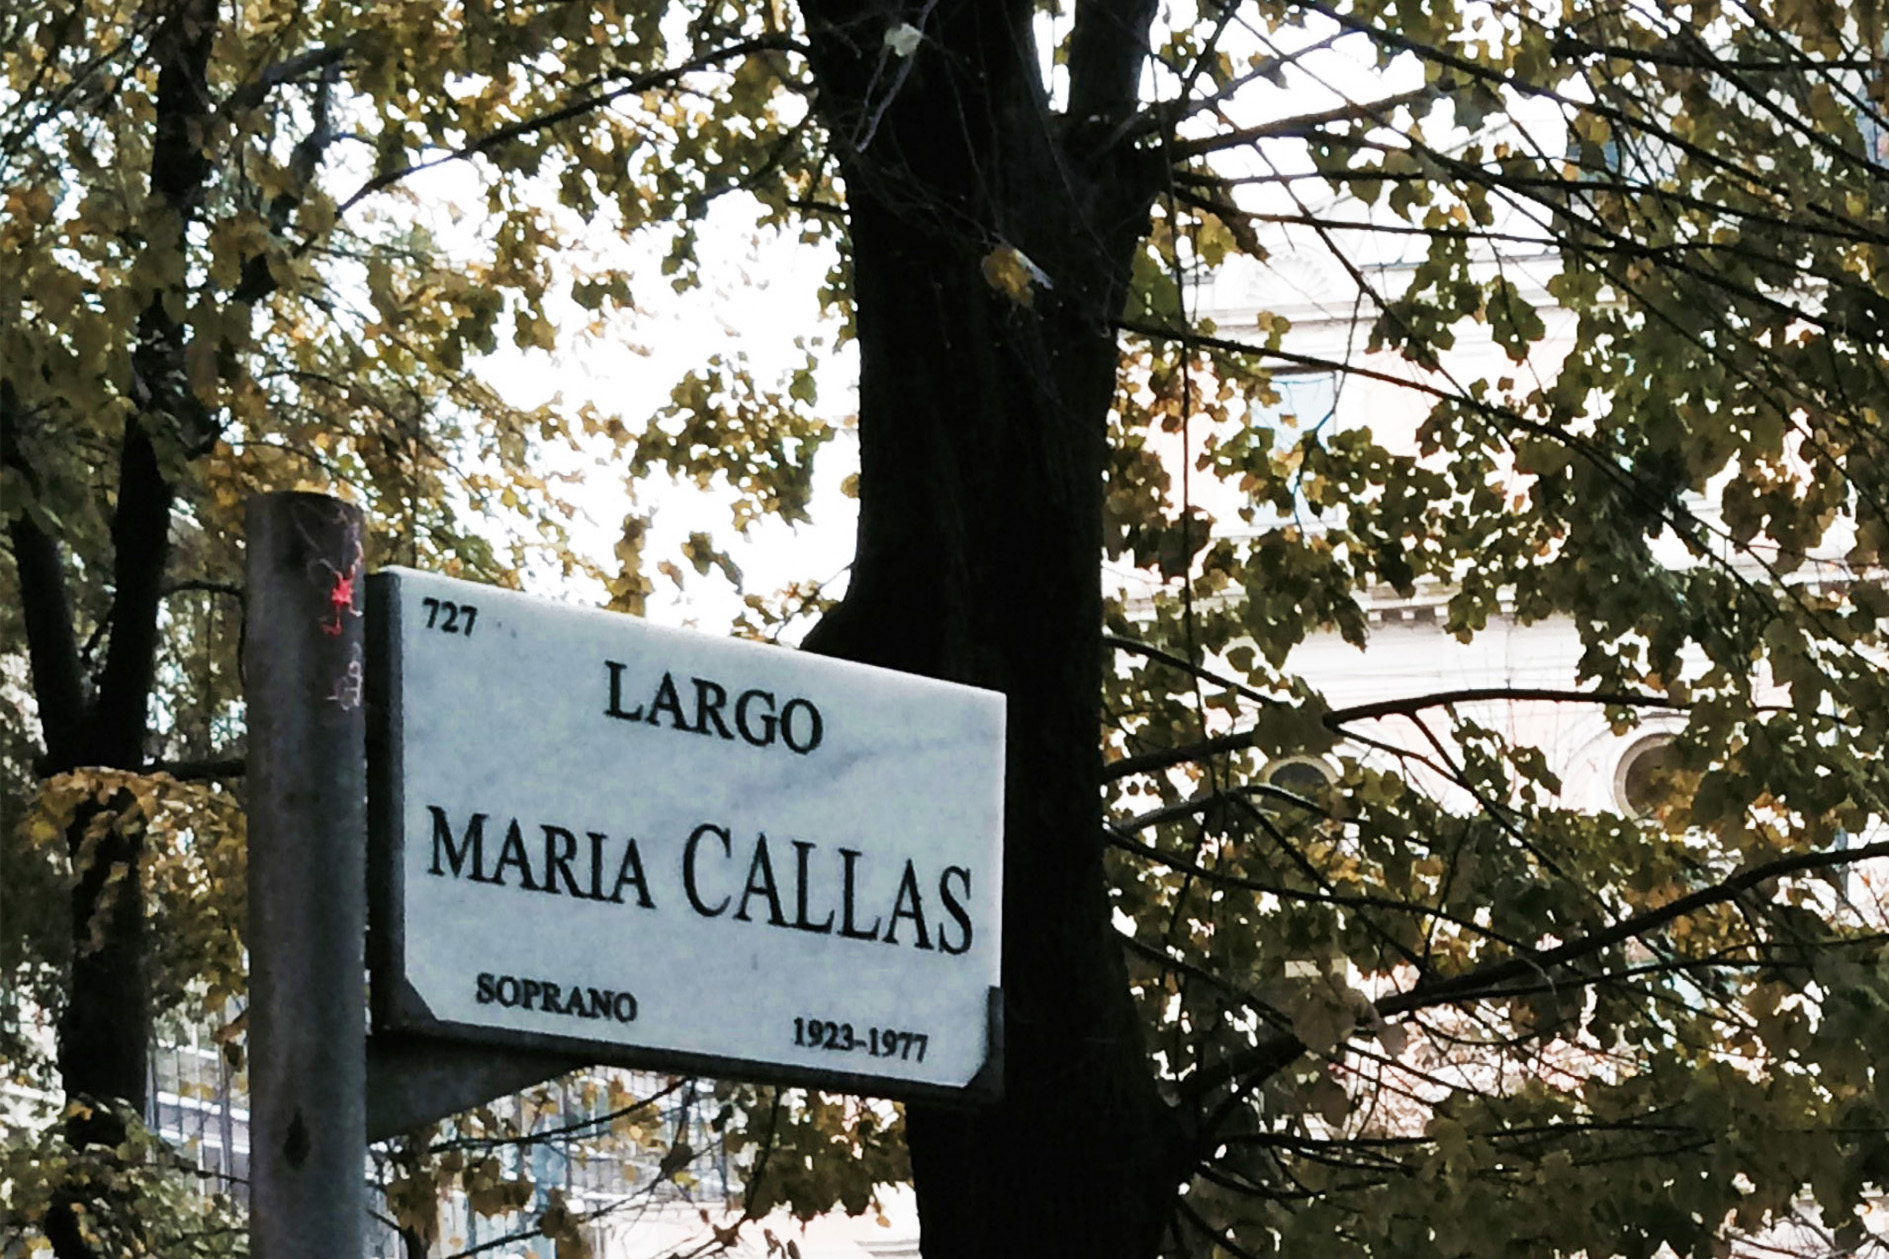 727
LARGO
MARIA CALLAS
SOPRANO
1923-1977